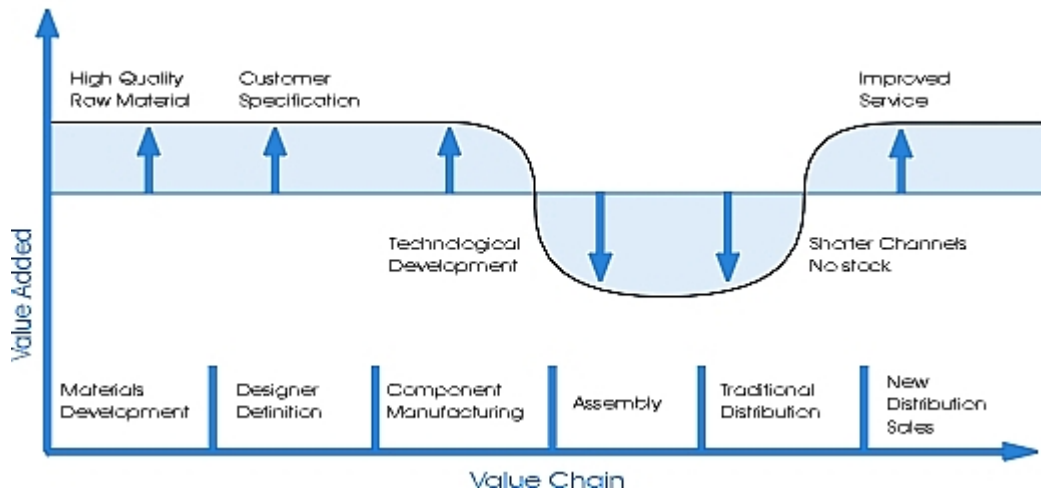 High Quality
Raw Material
Customer
Specification
Improved
Service
Technological
Development
Shorter Channels
No stock
Value Added
Materials
Development
Designer
Definition
Component
Manufacturing
Assembly
Traditional
Distribution
New
Distribution
Sales
Value Chain